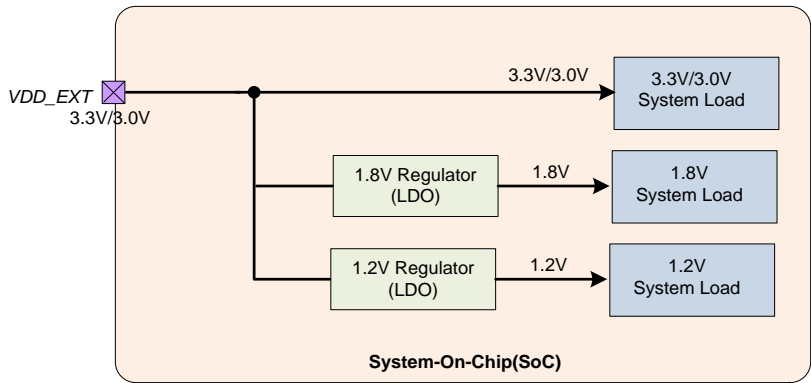 3.3V/3.0V
3.3V/3.0V
System Load
VDD_EXT
3.3V/3.0V
1.8V Regulator
(LDO)
1.8V
1.8V
System Load
1.2V Regulator
(LDO)
1.2V
1.2V
System Load
System-On-Chip(SoC)